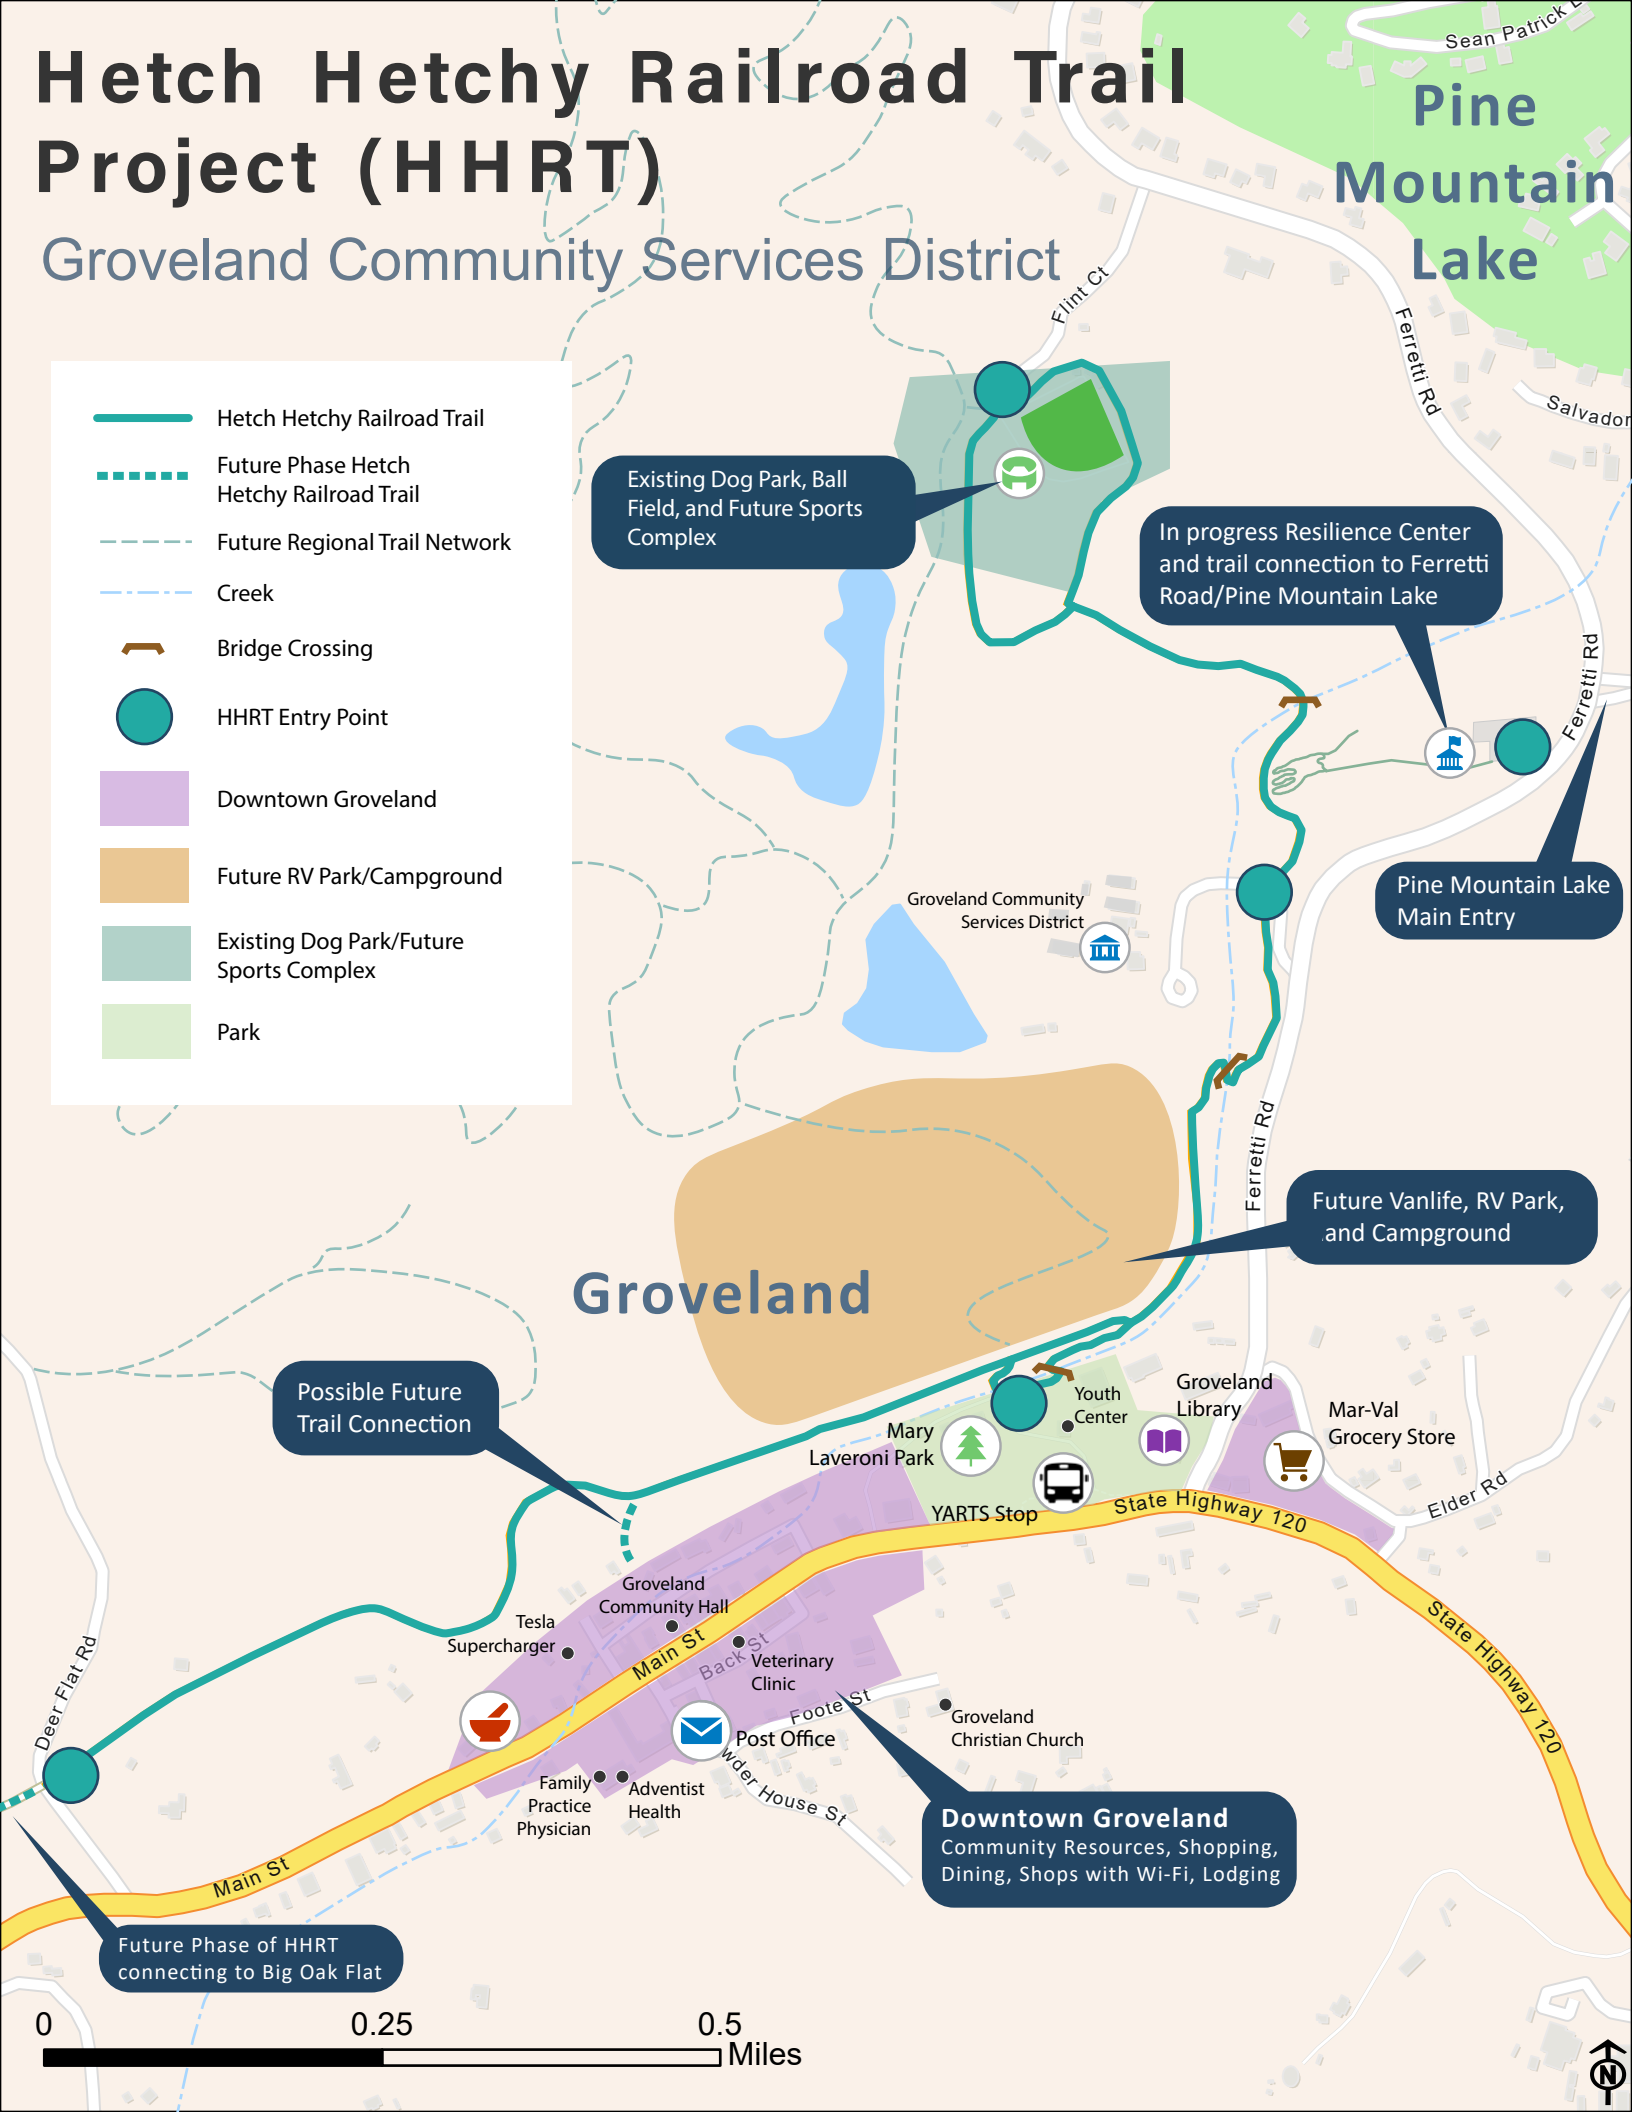 Hetch Hetchy Railroad Trail
Project (HHRT)
Groveland Community Services District
Sean Patrick
Pine
Mountain
Lake
Flint Ct
Ferretti Rd
Salvador
Hetch Hetchy Railroad Trail
Future Phase Hetch
Hetchy Railroad Trail
Future Regional Trail Network
Creek
Bridge Crossing
HHRT Entry Point
Downtown Groveland
Future RV Park/Campground
Existing Dog Park/Future
Sports Complex
Park
Existing Dog Park, Ball
Field, and Future Sports
Complex
In progress Resilience Center
and trail connection to Ferretti
Road/Pine Mountain Lake
Ferretti Rd
Pine Mountain Lake
Main Entry
Groveland Community
Services District
Ferretti Rd
Future Vanlife, RV Park,
.and Campground
Groveland
Possible Future
Trail Connection
Youth
Center
Groveland
Library
Mar-Val
Grocery Store
Mary
Laveroni Park
YARTS Stop
State Highway 120
Elder Rd
State Highway 120
Groveland
Community Hall
Tesla
Supercharger
Main St
Back St
Veterinary
Clinic
Foote St
Post Office
Groveland
Christian Church
Deer Flat Rd
Family
Practice
Physician
Adventist
Health
wder House St
Downtown Groveland
Community Resources, Shopping,
Dining, Shops with Wi-Fi, Lodging
Main St
Future Phase of HHRT
connecting to Big Oak Flat
0 0.25 0.5
Miles
N